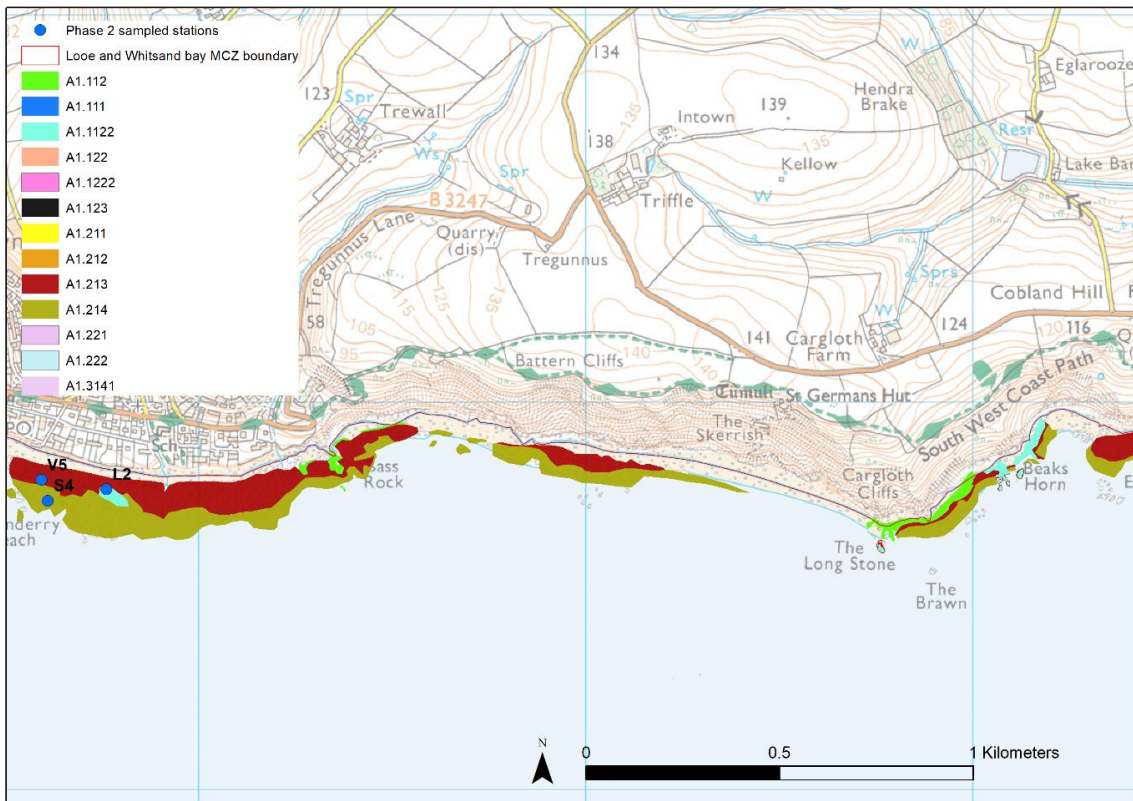 Phase 2 sampled stations
Looe and Whitsand bay MCZ boundary
A1.112
A1.111
A1.1122
A1.122
A1.1222
A1.123
A1.211
A1.212
A1.213
A1.214
A1.221
A1.222
A1.3141
134
123
Spr
Trewall
Ws
138
135
Intown
139
135
Kellow
W
Hendra
Brake
Eglarooze
Resr
Lake
Spr
B 3247
Triffle
W
Quarry
(dis)
Tregunnus
Tregunnus Lane
Sprs
58
115
125
135
105
95
W
Cobland Hill
141
Cargloth
Farm
124
120
116
Battern Cliffs
140
140
Tumuli
St Germans Hut
South West Coast Path
The
Skerrish
Cargloth
Cliffs
Sch
V5
S4
L2
Rock
Beaks
Horn
The
Long Stone
The
Brawn
N
0
0.5
1 Kilometers